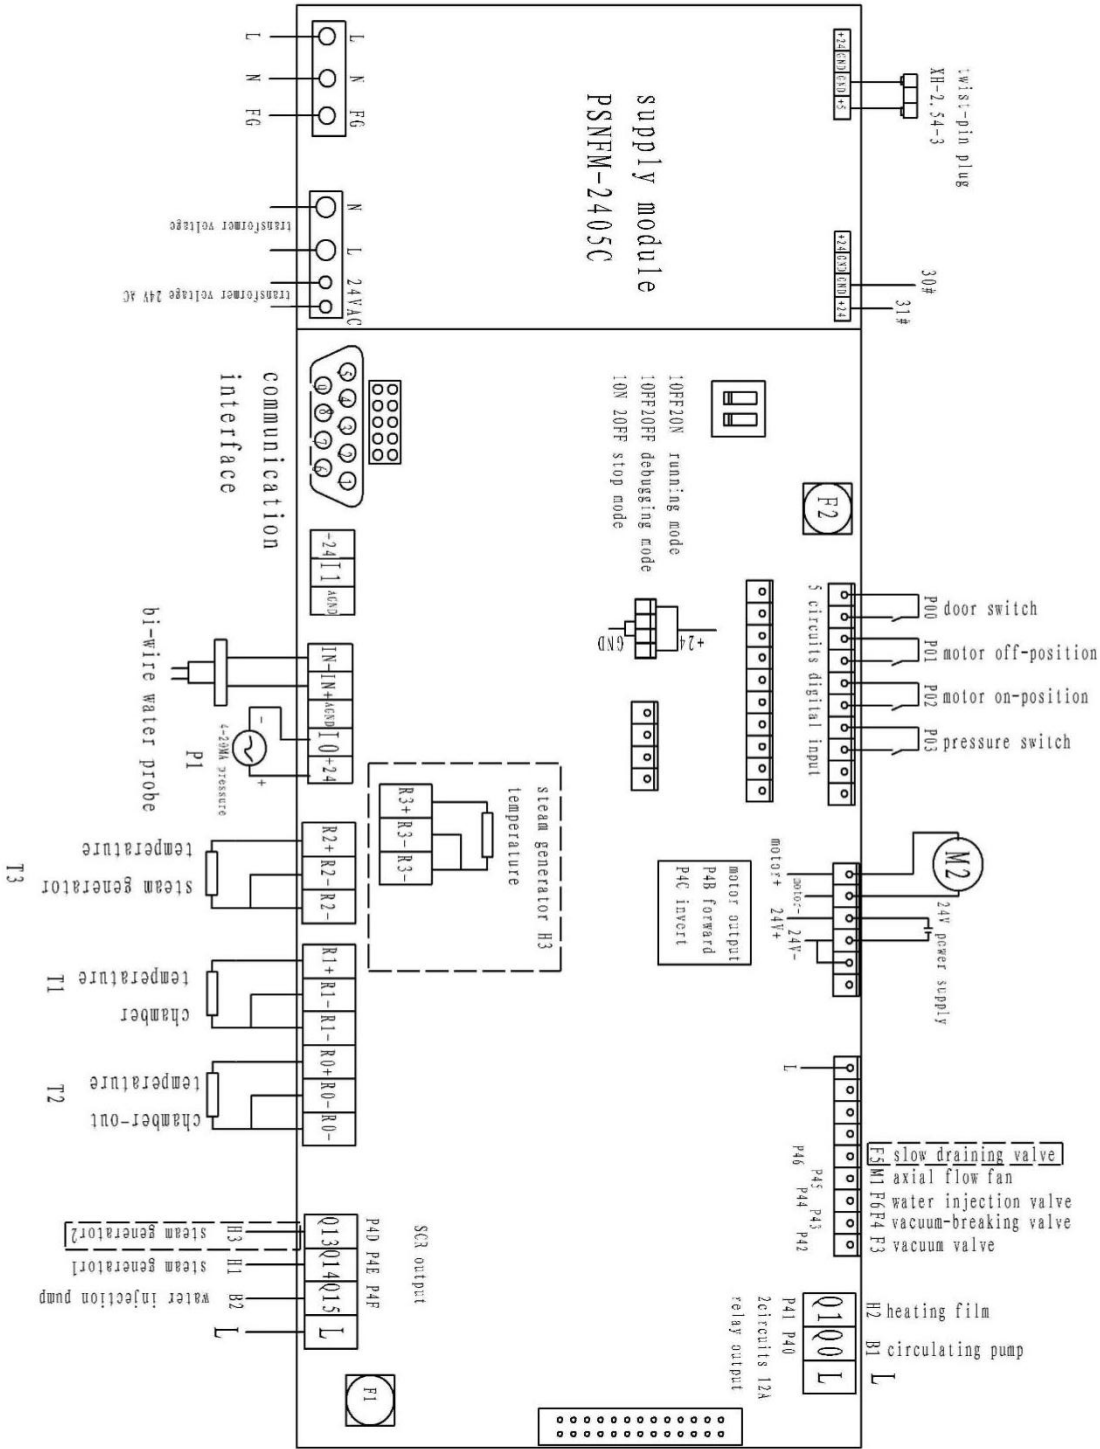 twist-pin plug
XH-2.54-3
+24
GND
GND
+5
30#
31#
+24
GND
GND
+24
supply module
PSNFM-2405C
L
N
FG
L
N
FG
N
L
24VAC
transformer voltage
transformer voltage 24V AC
communication
interface
5
4
3
2
1
9
8
7
6
1OFF2ON running mode
1OFF2OFF debugging mode
1ON 2OFF stop mode
F2
+24
GND
5 circuits digital input
P00 door switch
P01 motor off-position
P02 motor on-position
P03 pressure switch
-24
I1
AGND
IN-
IN+
AGND
I0
+24
bi-wire water probe
P1
4-20MA pressure
-
+
M2
24v power supply
motor+
motor-
24V+
24V-
motor output
P4B forward
P4C invert
steam generator H3
temperature
R3+
R3-
R3-
R2+
R2-
R2-
steam generator
temperature
T3
R1+
R1-
R1-
chamber
temperature
T1
R0+
R0-
R0-
chamber-out
temperature
T2
L
P46
P45
P44
P43
P42
F5 slow draining valve
M1 axial flow fan
F6 water injection valve
F4 vacuum-breaking valve
F3 vacuum valve
SCR output
P4D P4E P4F
Q13
Q14
Q15
L
H3 steam generator2
H1 steam generator1
B2 water injection pump
L
F1
H2 heating film
B1 circulating pump
L
Q1
Q0
L
P41 P40
2circuits 12A
relay output